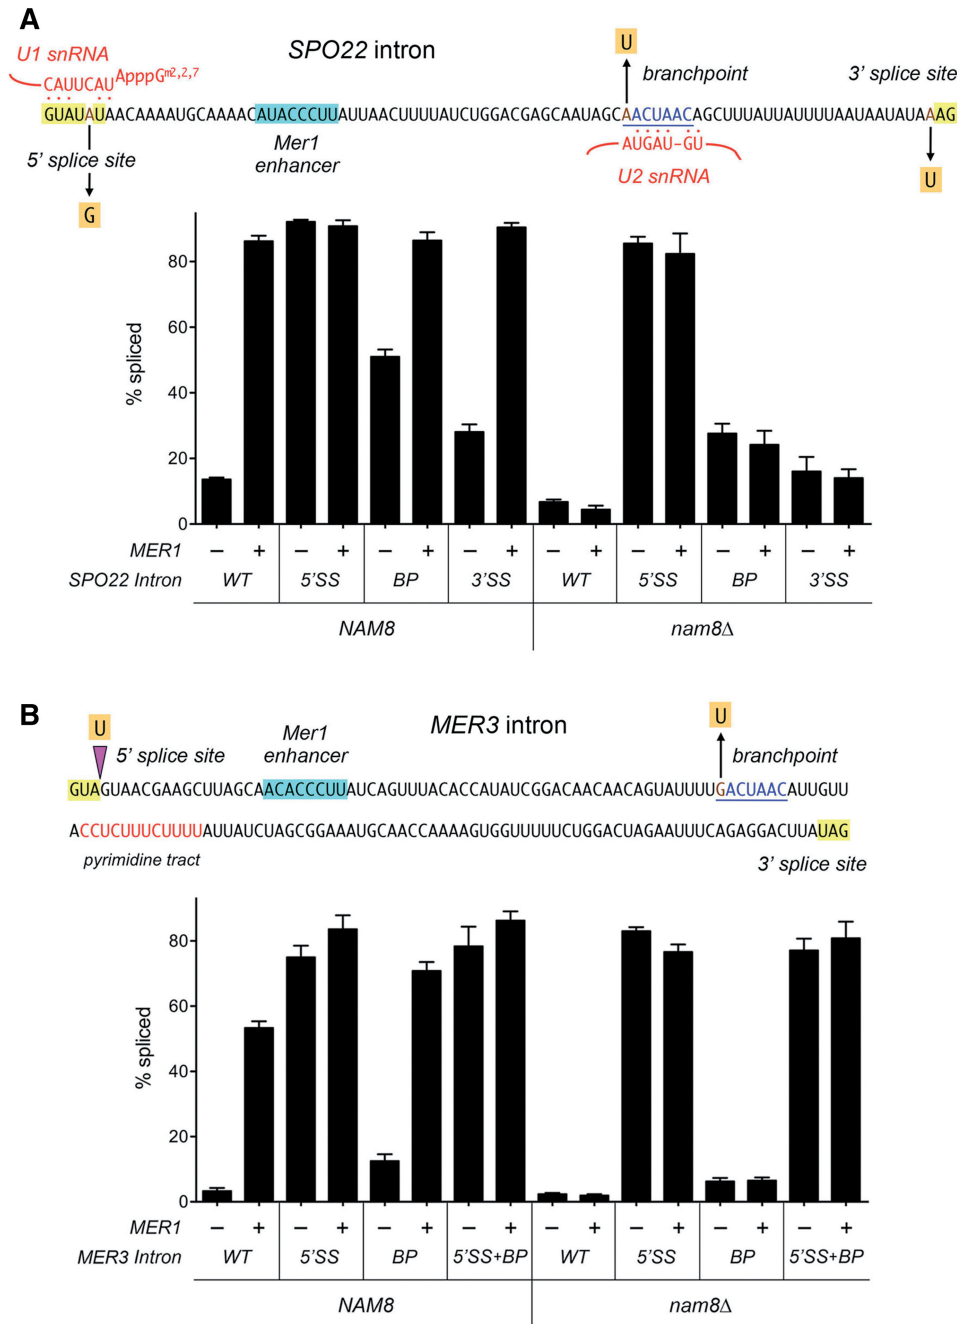 A
SPO22 intron
U1 snRNA
CAUUCAUApppGm2,2,7
U
branchpoint
3' splice site
GUAUAUAACAAAAUGCAAAACAUACCCUUAUUAACUUUUAUCUGGACGAGCAAUAGCAACUAACAGCUUUAUUAUUUUAAUAAUAUAAAG
5' splice site
Mer1
enhancer
AUGAU-GU
U2 snRNA
G
U
% spliced
80
60
40
20
0
MER1 − + − + − + − + − + − + − + − +
SPO22 Intron WT 5'SS BP 3'SS WT 5'SS BP 3'SS
NAM8 nam8Δ
B
MER3 intron
U
5' splice site
Mer1
enhancer
U
branchpoint
GUAGUAACGAAGCUUAGCAACACCCUUAUCAGUUUACACCAUAUCGGACAACAACAGUAUUUUGACUAACAUUGUU
ACCUCUUUCUUUUAUUAUCUAGCGGAAAUGCAACCAAAAGUGGUUUUUCUGGACUAGAAUUUCAGAGGACUUAUAG
pyrimidine tract
3' splice site
% spliced
80
60
40
20
0
MER1 − + − + − + − + − + − + − + − +
MER3 Intron WT 5'SS BP 5'SS+BP WT 5'SS BP 5'SS+BP
NAM8 nam8Δ